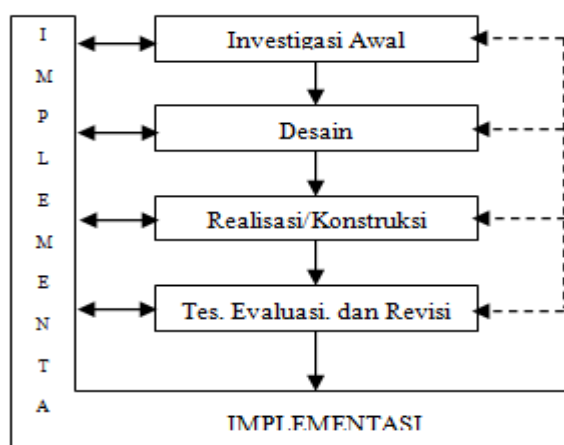 I
M
P
L
E
M
E
N
T
A
Investigasi Awal
Desain
Realisasi/Konstruksi
Tes. Evaluasi. dan Revisi
IMPLEMENTASI